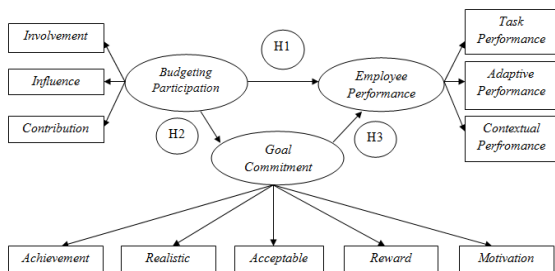 Involvement
Influence
Contribution
Budgeting
Participation
H1
H2
Employee
Performance
H3
Goal
Commitment
Task
Performance
Adaptive
Performance
Contextual
Perfromance
Achievement
Realistic
Acceptable
Reward
Motivation